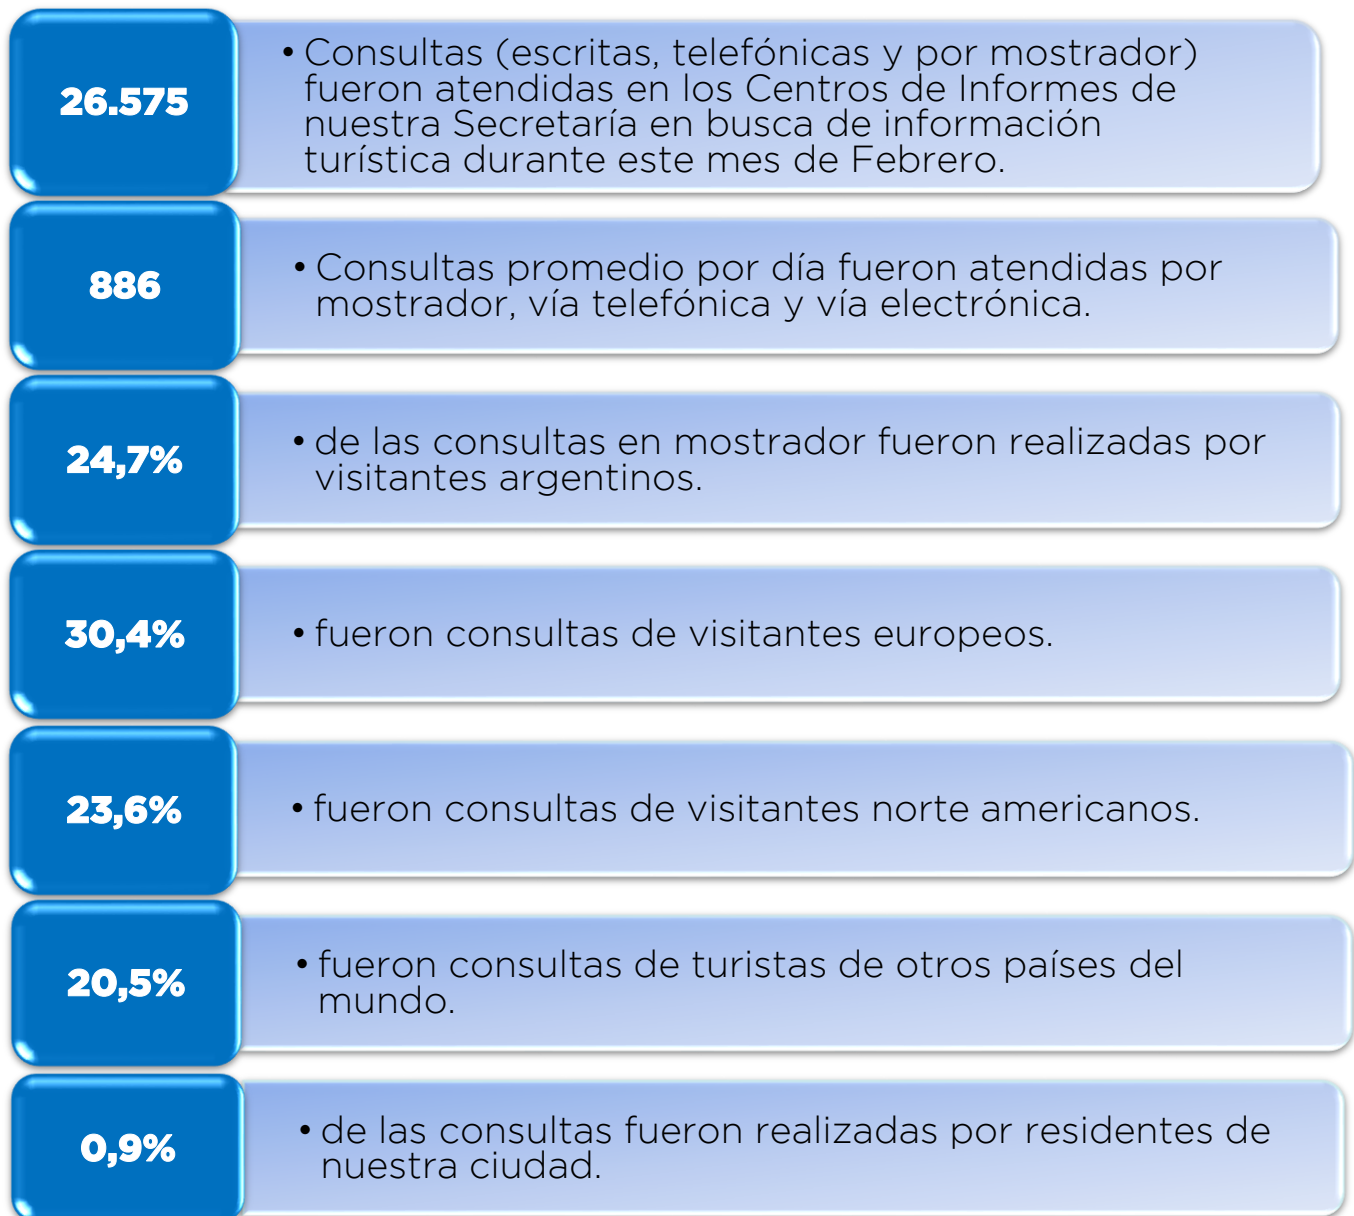 26.575
• Consultas (escritas, telefónicas y por mostrador)
fueron atendidas en los Centros de Informes de
nuestra Secretaría en busca de información
turística durante este mes de Febrero.
886
• Consultas promedio por día fueron atendidas por
mostrador, vía telefónica y vía electrónica.
24,7%
• de las consultas en mostrador fueron realizadas por
visitantes argentinos.
30,4%
• fueron consultas de visitantes europeos.
23,6%
• fueron consultas de visitantes norte americanos.
20,5%
• fueron consultas de turistas de otros países del
mundo.
0,9%
• de las consultas fueron realizadas por residentes de
nuestra ciudad.